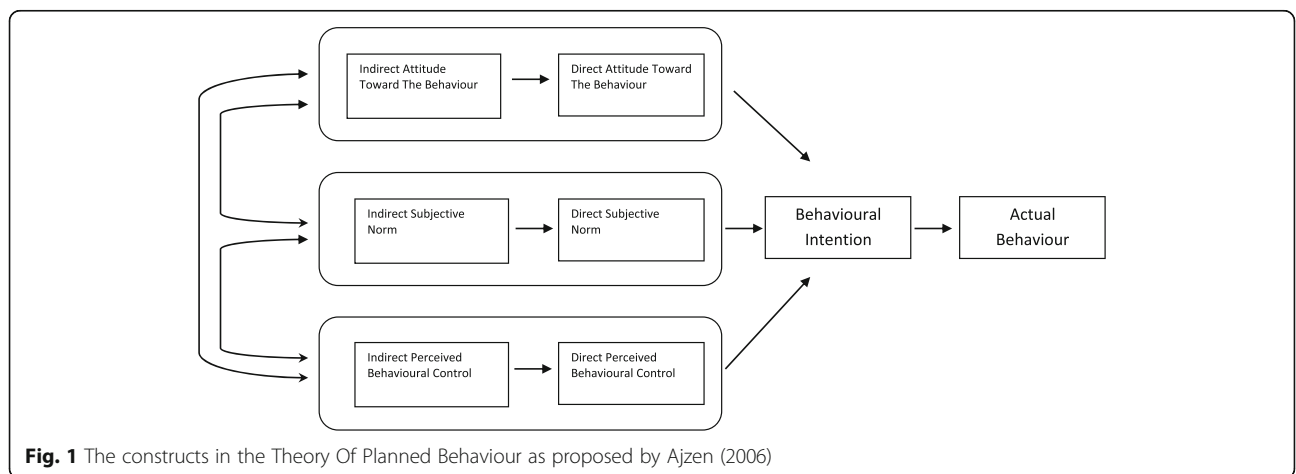 Indirect Attitude
Toward The Behaviour
Direct Attitude Toward
The Behaviour
Indirect Subjective
Norm
Direct Subjective
Norm
Behavioural
Intention
Actual
Behaviour
Indirect Perceived
Behavioural Control
Direct Perceived
Behavioural Control
Fig. 1 The constructs in the Theory Of Planned Behaviour as proposed by Ajzen (2006)